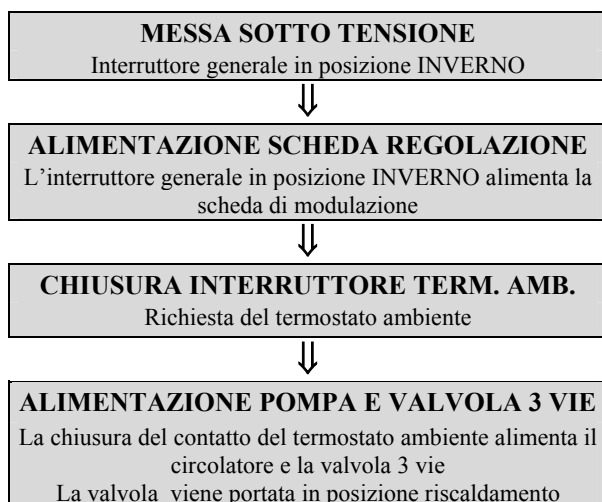 MESSA SOTTO TENSIONE
Interruttore generale in posizione INVERNO
⇓
ALIMENTAZIONE SCHEDA REGOLAZIONE
L’interruttore generale in posizione INVERNO alimenta la
scheda di modulazione
⇓
CHIUSURA INTERRUTTORE TERM. AMB.
Richiesta del termostato ambiente
⇓
ALIMENTAZIONE POMPA E VALVOLA 3 VIE
La chiusura del contatto del termostato ambiente alimenta il
circolatore e la valvola 3 vie
La valvola viene portata in posizione riscaldamento